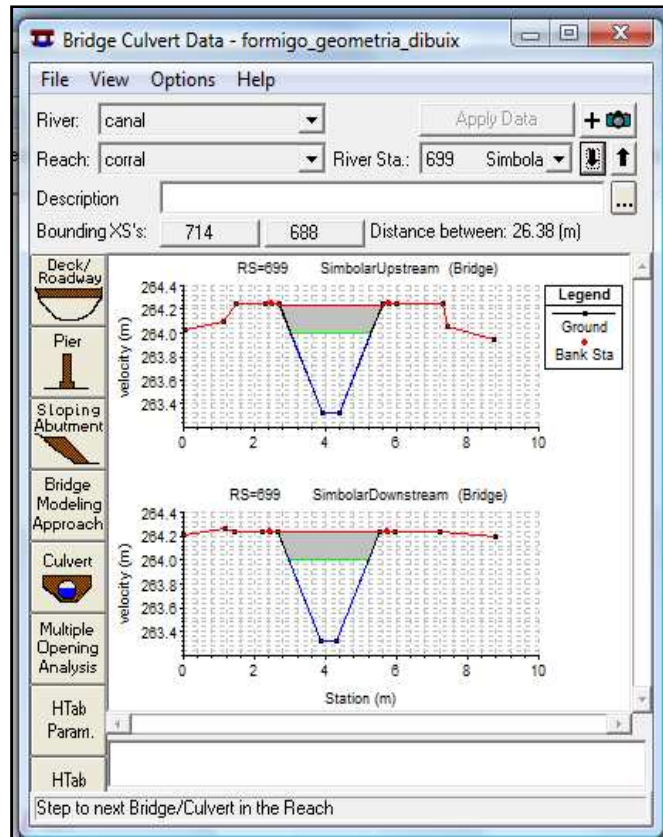 Bridge Culvert Data - formigo_geometria_dibuix
File View Options Help
River: canal Apply Data +
Reach: corral River Sta.: 699 Simbola
Description ...
Bounding XS's: 714 688 Distance between: 26.38 (m)
Deck/
Roadway
Pier
Sloping
Abutment
Bridge
Modeling
Approach
Culvert
Multiple
Opening
Analysis
HTab
Param.
HTab
RS=699 SimbolarUpstream (Bridge)
264.4
264.2
264.0
263.8
263.6
263.4
velocity (m)
0 2 4 6 8 10
Legend
Ground
Bank Sta
RS=699 SimbolarDownstream (Bridge)
264.4
264.2
264.0
263.8
263.6
263.4
velocity (m)
0 2 4 6 8 10
Station (m)
Step to next Bridge/Culvert in the Reach